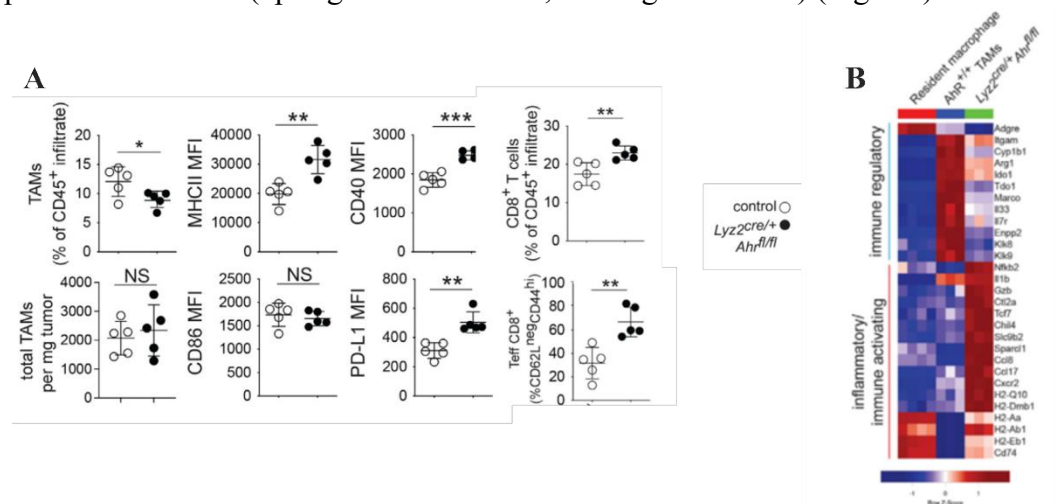 A
TAMs
(% of CD45+ infiltrate)
20
15
10
5
0
*
MHCII MFI
40000
30000
20000
10000
0
**
CD40 MFI
3000
2000
1000
0
***
CD8+ T cells
(% of CD45+ infiltrate)
30
20
10
0
**
control
Lyz2cre/+
Ahrfl/fl
total TAMs
per mg tumor
4000
3000
2000
1000
0
NS
CD86 MFI
2500
2000
1500
1000
500
0
NS
PD-L1 MFI
800
600
400
200
0
**
Teff CD8+
(%CD62LnegCD44hi)
100
80
60
40
20
0
**
B
Resident macrophage
AhR+/+ TAMs
Lyz2cre/+ Ahrfl/fl
immune regulatory
inflammatory/
immune activating
Adgre
Itgam
Cyp1b1
Arg1
Ido1
Tdo1
Marco
Il33
Il7r
Enpp2
Klk8
Klk9
Nfkb2
Il1b
Gzb
Ctl2a
Tcf7
Chil4
Slc9b2
Sparcl1
Ccl8
Ccl17
Cxcr2
H2-Q10
H2-Dmb1
H2-Aa
H2-Ab1
H2-Eb1
Cd74
-1 0 1
Row Z-Score